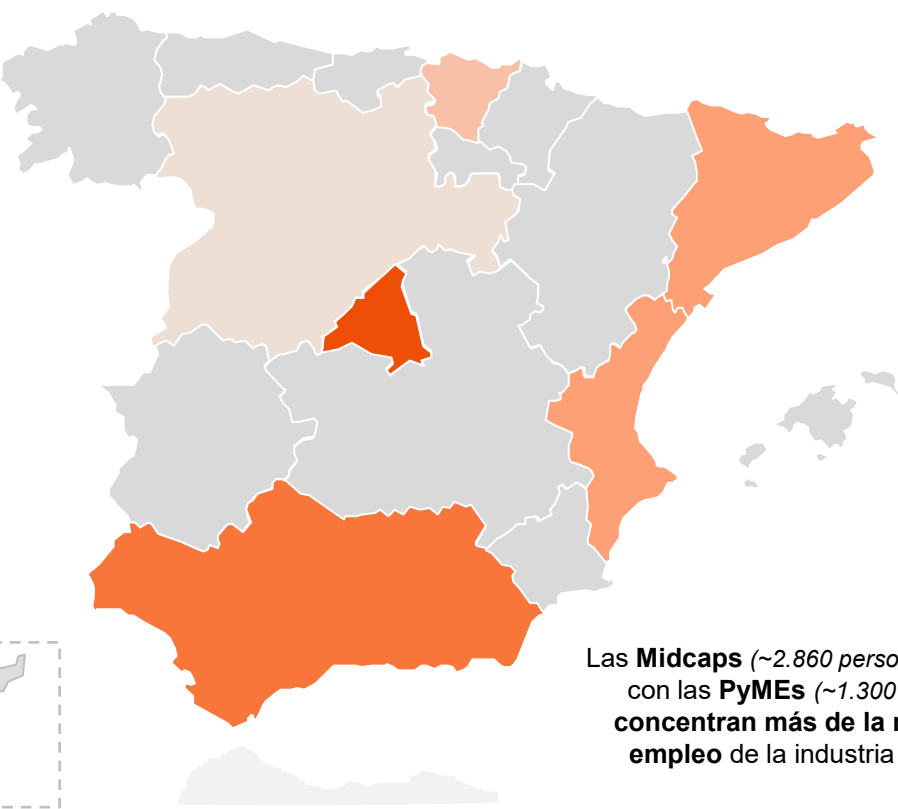 Las Midcaps (~2.860 perso
con las PyMEs (~1.300
concentran más de la
empleo de la industria